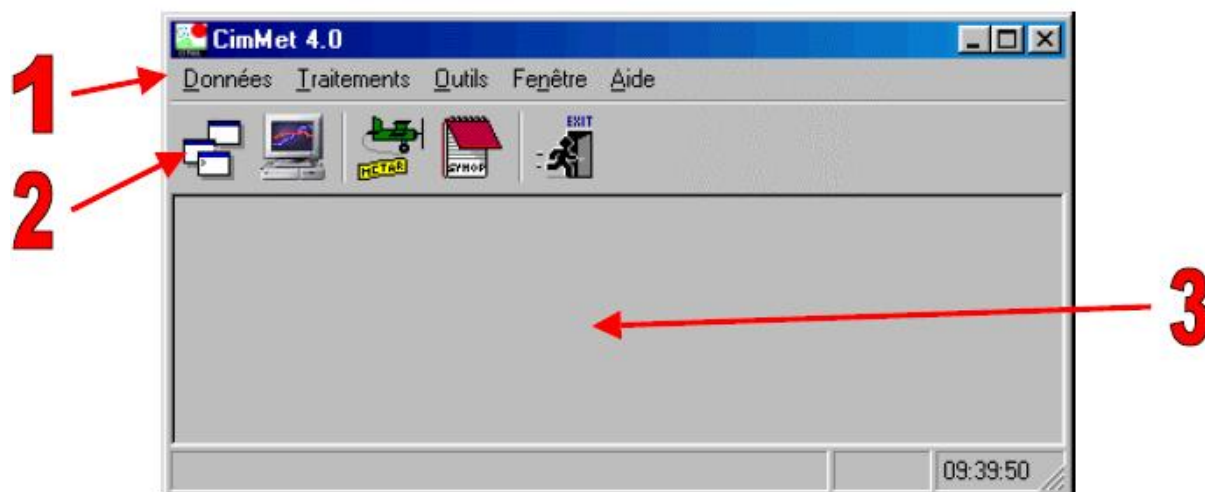 CimMet 4.0
1
Données Traitements Outils Fenêtre Aide
EXIT
METAR
SYNOP
2
3
09:39:50